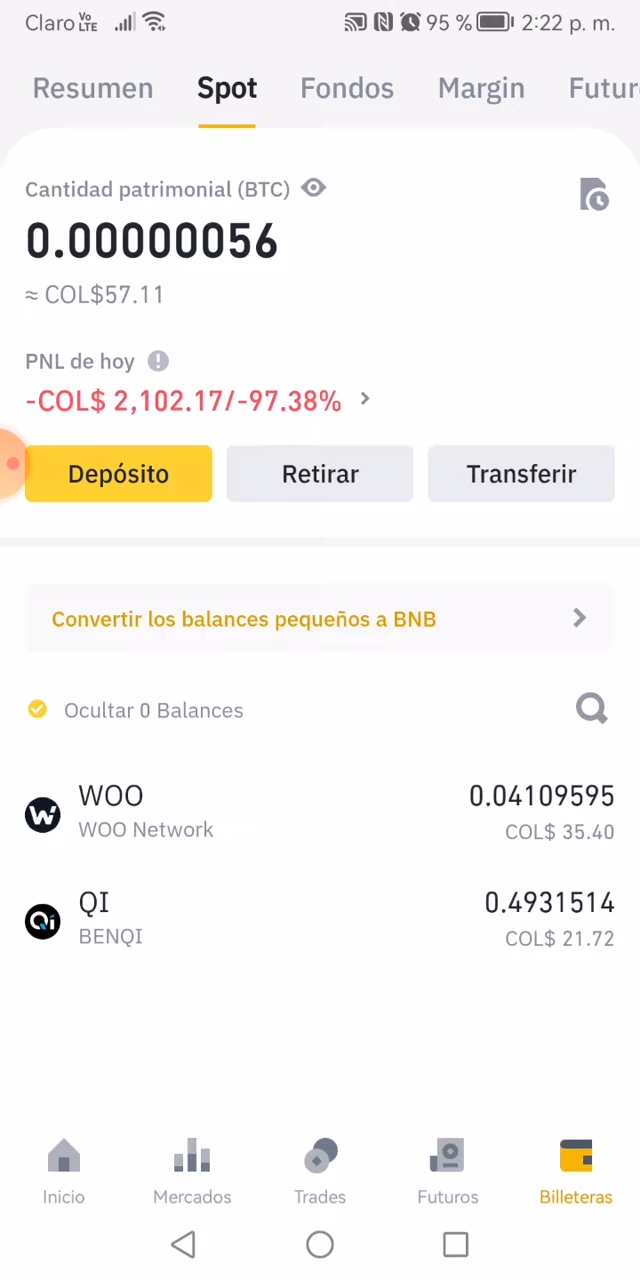 Claro VoLTE 95 % 2:22 p. m.
Resumen Spot Fondos Margin Futur
Cantidad patrimonial (BTC)
0.00000056
≈ COL$57.11
PNL de hoy
-COL$ 2,102.17/-97.38%
Depósito Retirar Transferir
Convertir los balances pequeños a BNB
Ocultar 0 Balances
WOO 0.04109595
WOO Network COL$ 35.40
QI 0.4931514
BENQI COL$ 21.72
Inicio Mercados Trades Futuros Billeteras